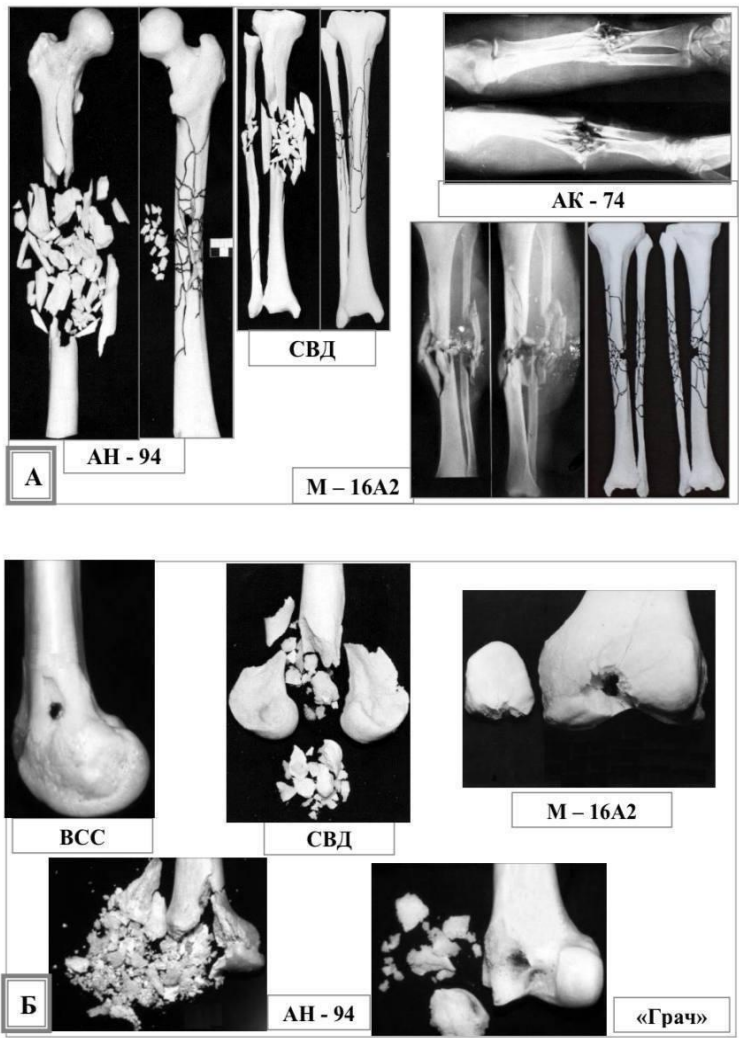 СВД
АК - 74
АН - 94
А
М – 16А2
ВСС
СВД
М – 16А2
Б
АН - 94
«Грач»